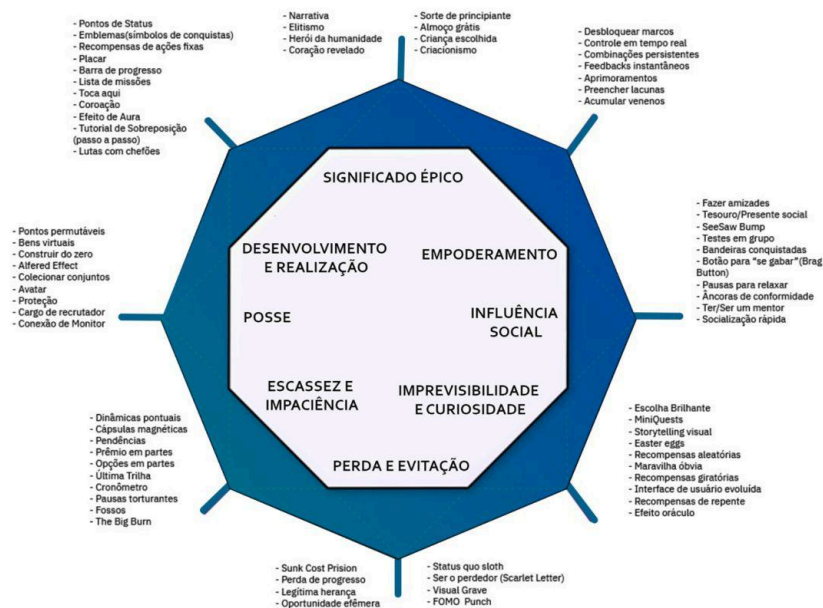 - Pontos de Status
- Emblemas(símbolos de conquistas)
- Recompensas de ações fixas
- Placar
- Barra de progresso
- Lista de missões
- Toca aqui
- Coroação
- Efeito de Aura
- Tutorial de Sobreposição
(passo a passo)
- Lutas com chefões
- Narrativa
- Elitismo
- Herói da humanidade
- Coração revelado
- Sorte de principiante
- Almoço grátis
- Criança escolhida
- Criacionismo
- Desbloquear marcos
- Controle em tempo real
- Combinações persistentes
- Feedbacks instantâneos
- Aprimoramentos
- Preencher lacunas
- Acumular venenos
SIGNIFICADO ÉPICO
DESENVOLVIMENTO
E REALIZAÇÃO
EMPODERAMENTO
POSSE
INFLUÊNCIA
SOCIAL
ESCASSEZ E
IMPACIÊNCIA
IMPREVISIBILIDADE
E CURIOSIDADE
PERDA E EVITAÇÃO
- Pontos permutáveis
- Bens virtuais
- Construir do zero
- Alfered Effect
- Colecionar conjuntos
- Avatar
- Proteção
- Cargo de recrutador
- Conexão de Monitor
- Fazer amizades
- Tesouro/Presente social
- SeeSaw Bump
- Testes em grupo
- Bandeiras conquistadas
- Botão para "se gabar"(Brag
Button)
- Pausas para relaxar
- Âncoras de conformidade
- Ter/Ser um mentor
- Socialização rápida
- Dinâmicas pontuais
- Cápsulas magnéticas
- Pendências
- Prêmio em partes
- Opções em partes
- Última Trilha
- Cronômetro
- Pausas torturantes
- Fossos
- The Big Burn
- Escolha Brilhante
- MiniQuests
- Storytelling visual
- Easter eggs
- Recompensas aleatórias
- Maravilha óbvia
- Recompensas giratórias
- Interface de usuário evoluída
- Recompensas de repente
- Efeito oráculo
- Sunk Cost Prision
- Perda de progresso
- Legítima herança
- Oportunidade efêmera
- Status quo sloth
- Ser o perdedor (Scarlet Letter)
- Visual Grave
- FOMO Punch